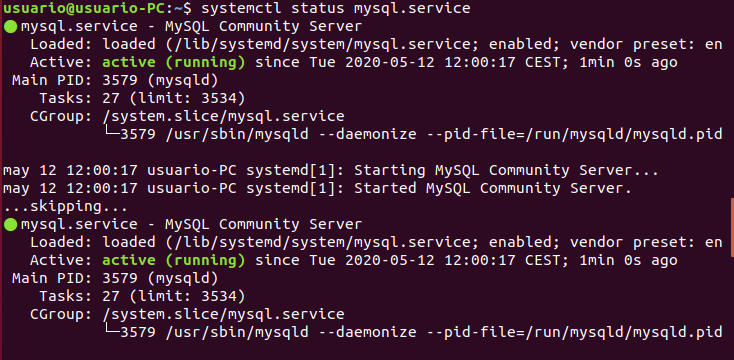 usuario@usuario-PC:~$ systemctl status mysql.service
● mysql.service - MySQL Community Server
   Loaded: loaded (/lib/systemd/system/mysql.service; enabled; vendor preset: en
   Active: active (running) since Tue 2020-05-12 12:00:17 CEST; 1min 0s ago
 Main PID: 3579 (mysqld)
    Tasks: 27 (limit: 3534)
   CGroup: /system.slice/mysql.service
           └─3579 /usr/sbin/mysqld --daemonize --pid-file=/run/mysqld/mysqld.pid

may 12 12:00:17 usuario-PC systemd[1]: Starting MySQL Community Server...
may 12 12:00:17 usuario-PC systemd[1]: Started MySQL Community Server.
...skipping...
● mysql.service - MySQL Community Server
   Loaded: loaded (/lib/systemd/system/mysql.service; enabled; vendor preset: en
   Active: active (running) since Tue 2020-05-12 12:00:17 CEST; 1min 0s ago
 Main PID: 3579 (mysqld)
    Tasks: 27 (limit: 3534)
   CGroup: /system.slice/mysql.service
           └─3579 /usr/sbin/mysqld --daemonize --pid-file=/run/mysqld/mysqld.pid